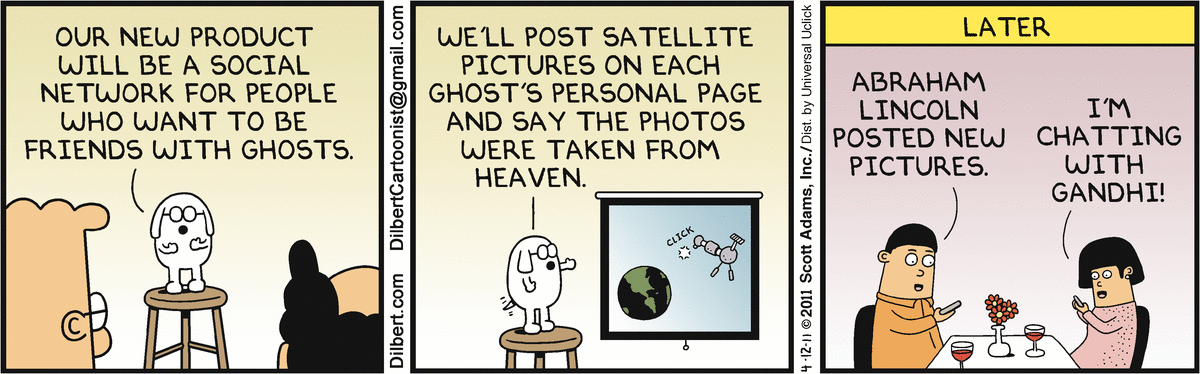 OUR NEW PRODUCT
WILL BE A SOCIAL
NETWORK FOR PEOPLE
WHO WANT TO BE
FRIENDS WITH GHOSTS.
Dilbert.com DilbertCartoonist@gmail.com
WE'LL POST SATELLITE
PICTURES ON EACH
GHOST'S PERSONAL PAGE
AND SAY THE PHOTOS
WERE TAKEN FROM
HEAVEN.
CLICK
4-12-11 ©2011 Scott Adams, Inc./Dist. by Universal Uclick
LATER
ABRAHAM
LINCOLN
POSTED NEW
PICTURES.
I'M
CHATTING
WITH
GANDHI!